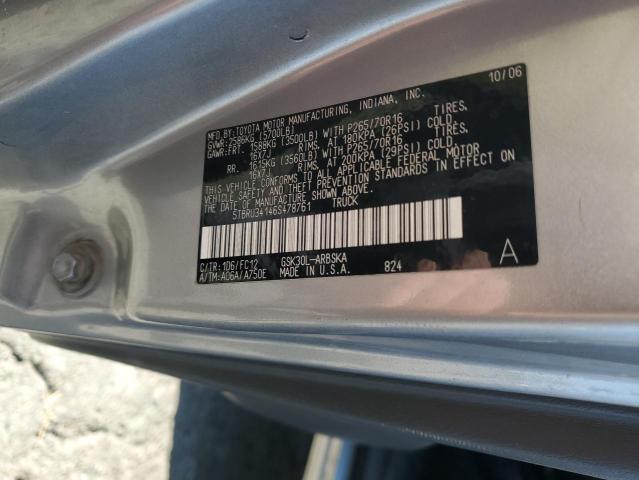 MFD. BY: TOYOTA MOTOR MANUFACTURING, INDIANA, INC. 10/06
GVWR: 2586KG (5700LB)
GAWR: FRT. 1588KG (3500LB) WITH P265/70R16 TIRES,
16X7J RIMS, AT 180KPA (26PSI) COLD.
RR. 1615KG (3560LB) WITH P265/70R16 TIRES,
16X7J RIMS, AT 200KPA (29PSI) COLD.
THIS VEHICLE CONFORMS TO ALL APPLICABLE FEDERAL MOTOR
VEHICLE SAFETY AND THEFT PREVENTION STANDARDS IN EFFECT ON
THE DATE OF MANUFACTURE SHOWN ABOVE.
5TBRU34146S478761 TRUCK
C/TR: 1D6/FC12 GSK30L-ARBSKA A
A/TM: A06A/A750E MADE IN U.S.A. 824